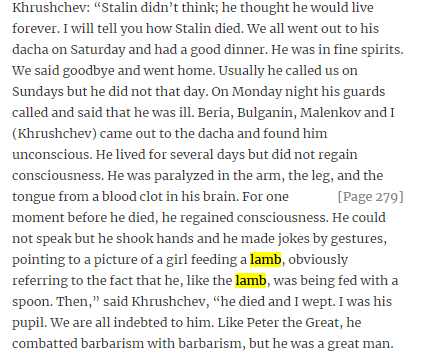 Khrushchev: “Stalin didn’t think; he thought he would live
forever. I will tell you how Stalin died. We all went out to his
dacha on Saturday and had a good dinner. He was in fine spirits.
We said goodbye and went home. Usually he called us on
Sundays but he did not that day. On Monday night his guards
called and said that he was ill. Beria, Bulganin, Malenkov and I
(Khrushchev) came out to the dacha and found him
unconscious. He lived for several days but did not regain
consciousness. He was paralyzed in the arm, the leg, and the
tongue from a blood clot in his brain. For one [Page 279]
moment before he died, he regained consciousness. He could
not speak but he shook hands and he made jokes by gestures,
pointing to a picture of a girl feeding a lamb, obviously
referring to the fact that he, like the lamb, was being fed with a
spoon. Then,” said Khrushchev, “he died and I wept. I was his
pupil. We are all indebted to him. Like Peter the Great, he
combatted barbarism with barbarism, but he was a great man.